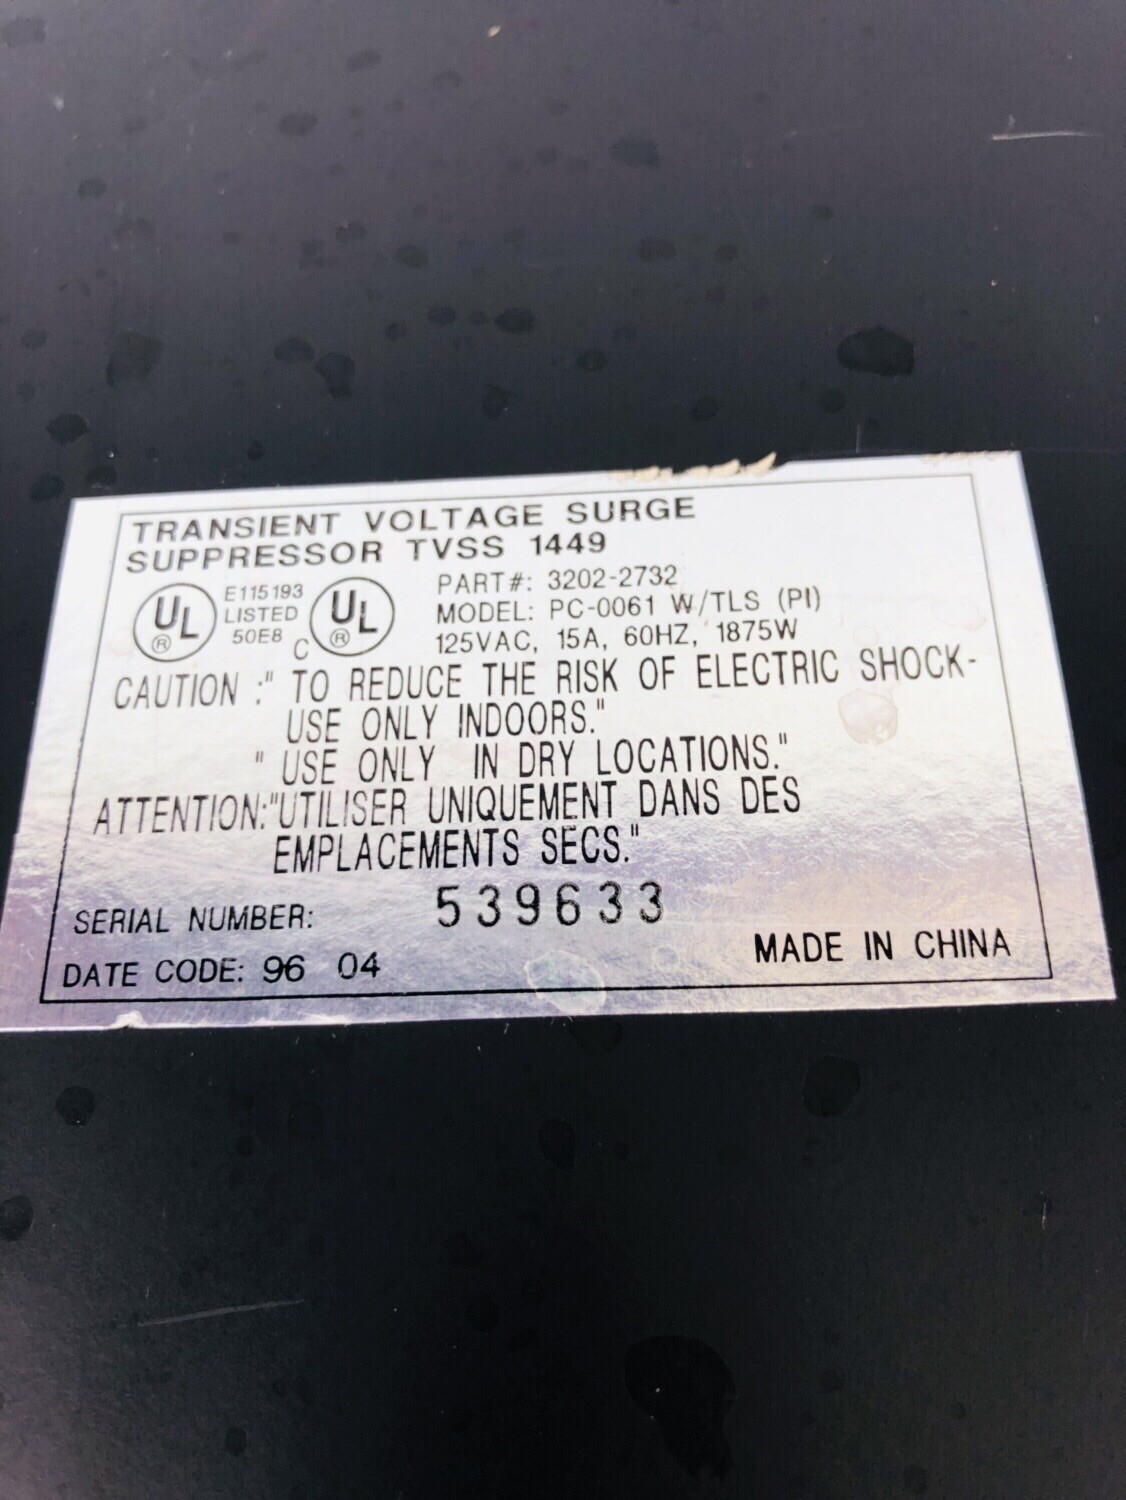 TRANSIENT VOLTAGE SURGE
SUPPRESSOR TVSS 1449
UL ® E115193 LISTED 50E8 C UL ®
PART#: 3202-2732
MODEL: PC-0061 W/TLS (PI)
125VAC, 15A, 60HZ, 1875W
CAUTION :" TO REDUCE THE RISK OF ELECTRIC SHOCK-
USE ONLY INDOORS."
" USE ONLY IN DRY LOCATIONS."
ATTENTION:"UTILISER UNIQUEMENT DANS DES
EMPLACEMENTS SECS."
SERIAL NUMBER: 539633
DATE CODE: 96 04
MADE IN CHINA